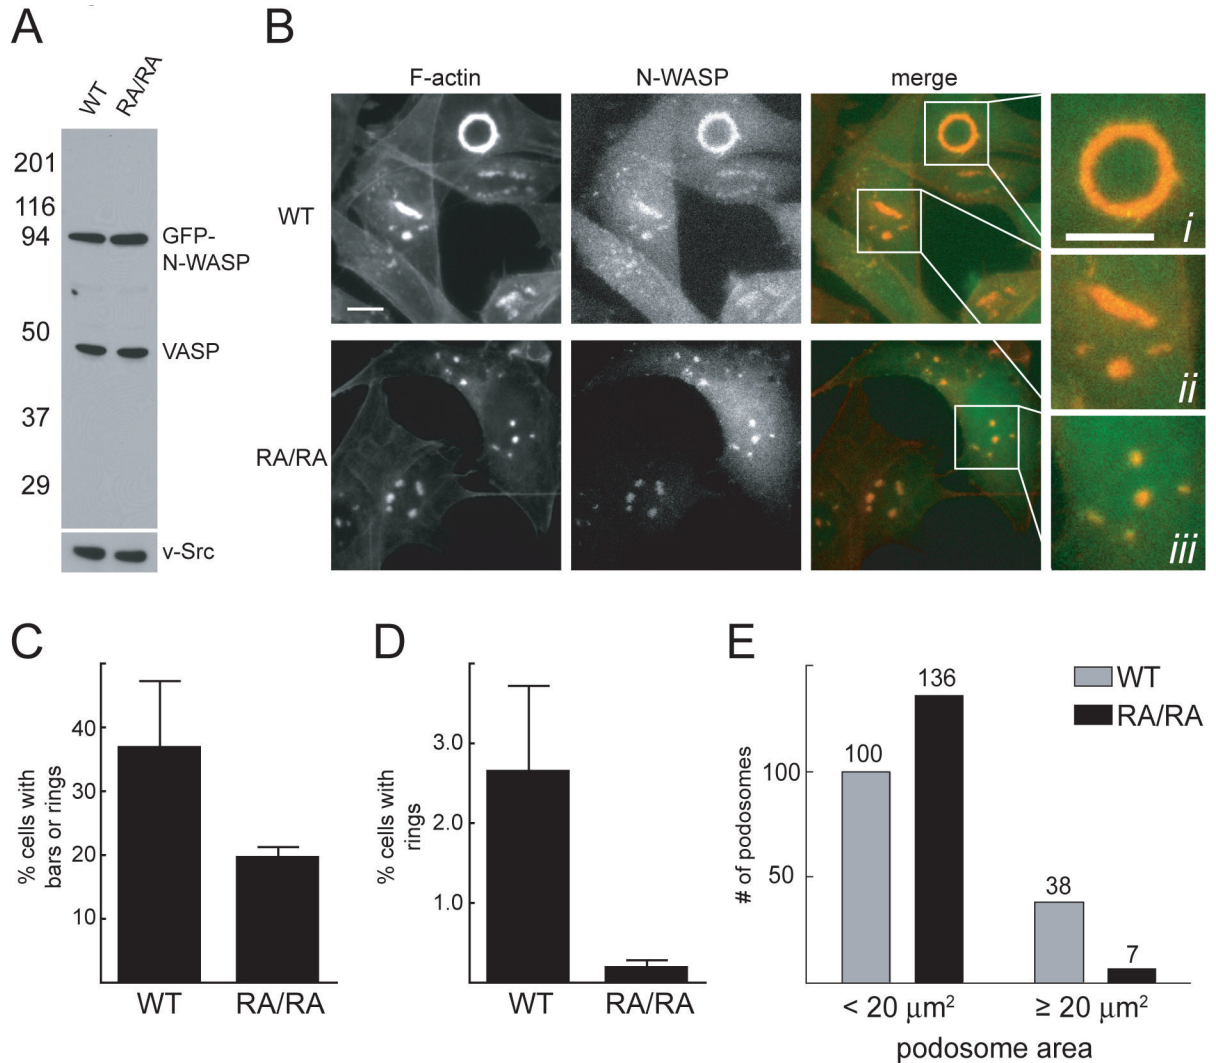 A
WT
RA/RA
201
116
94
50
37
29
GFP-
N-WASP
VASP
v-Src
B
F-actin
N-WASP
merge
WT
RA/RA
i
ii
iii
C
% cells with
bars or rings
40
30
20
10
WT
RA/RA
D
% cells with
rings
3.0
2.0
1.0
WT
RA/RA
E
# of podosomes
100
50
100
136
38
7
WT
RA/RA
< 20 μm²
≥ 20 μm²
podosome area